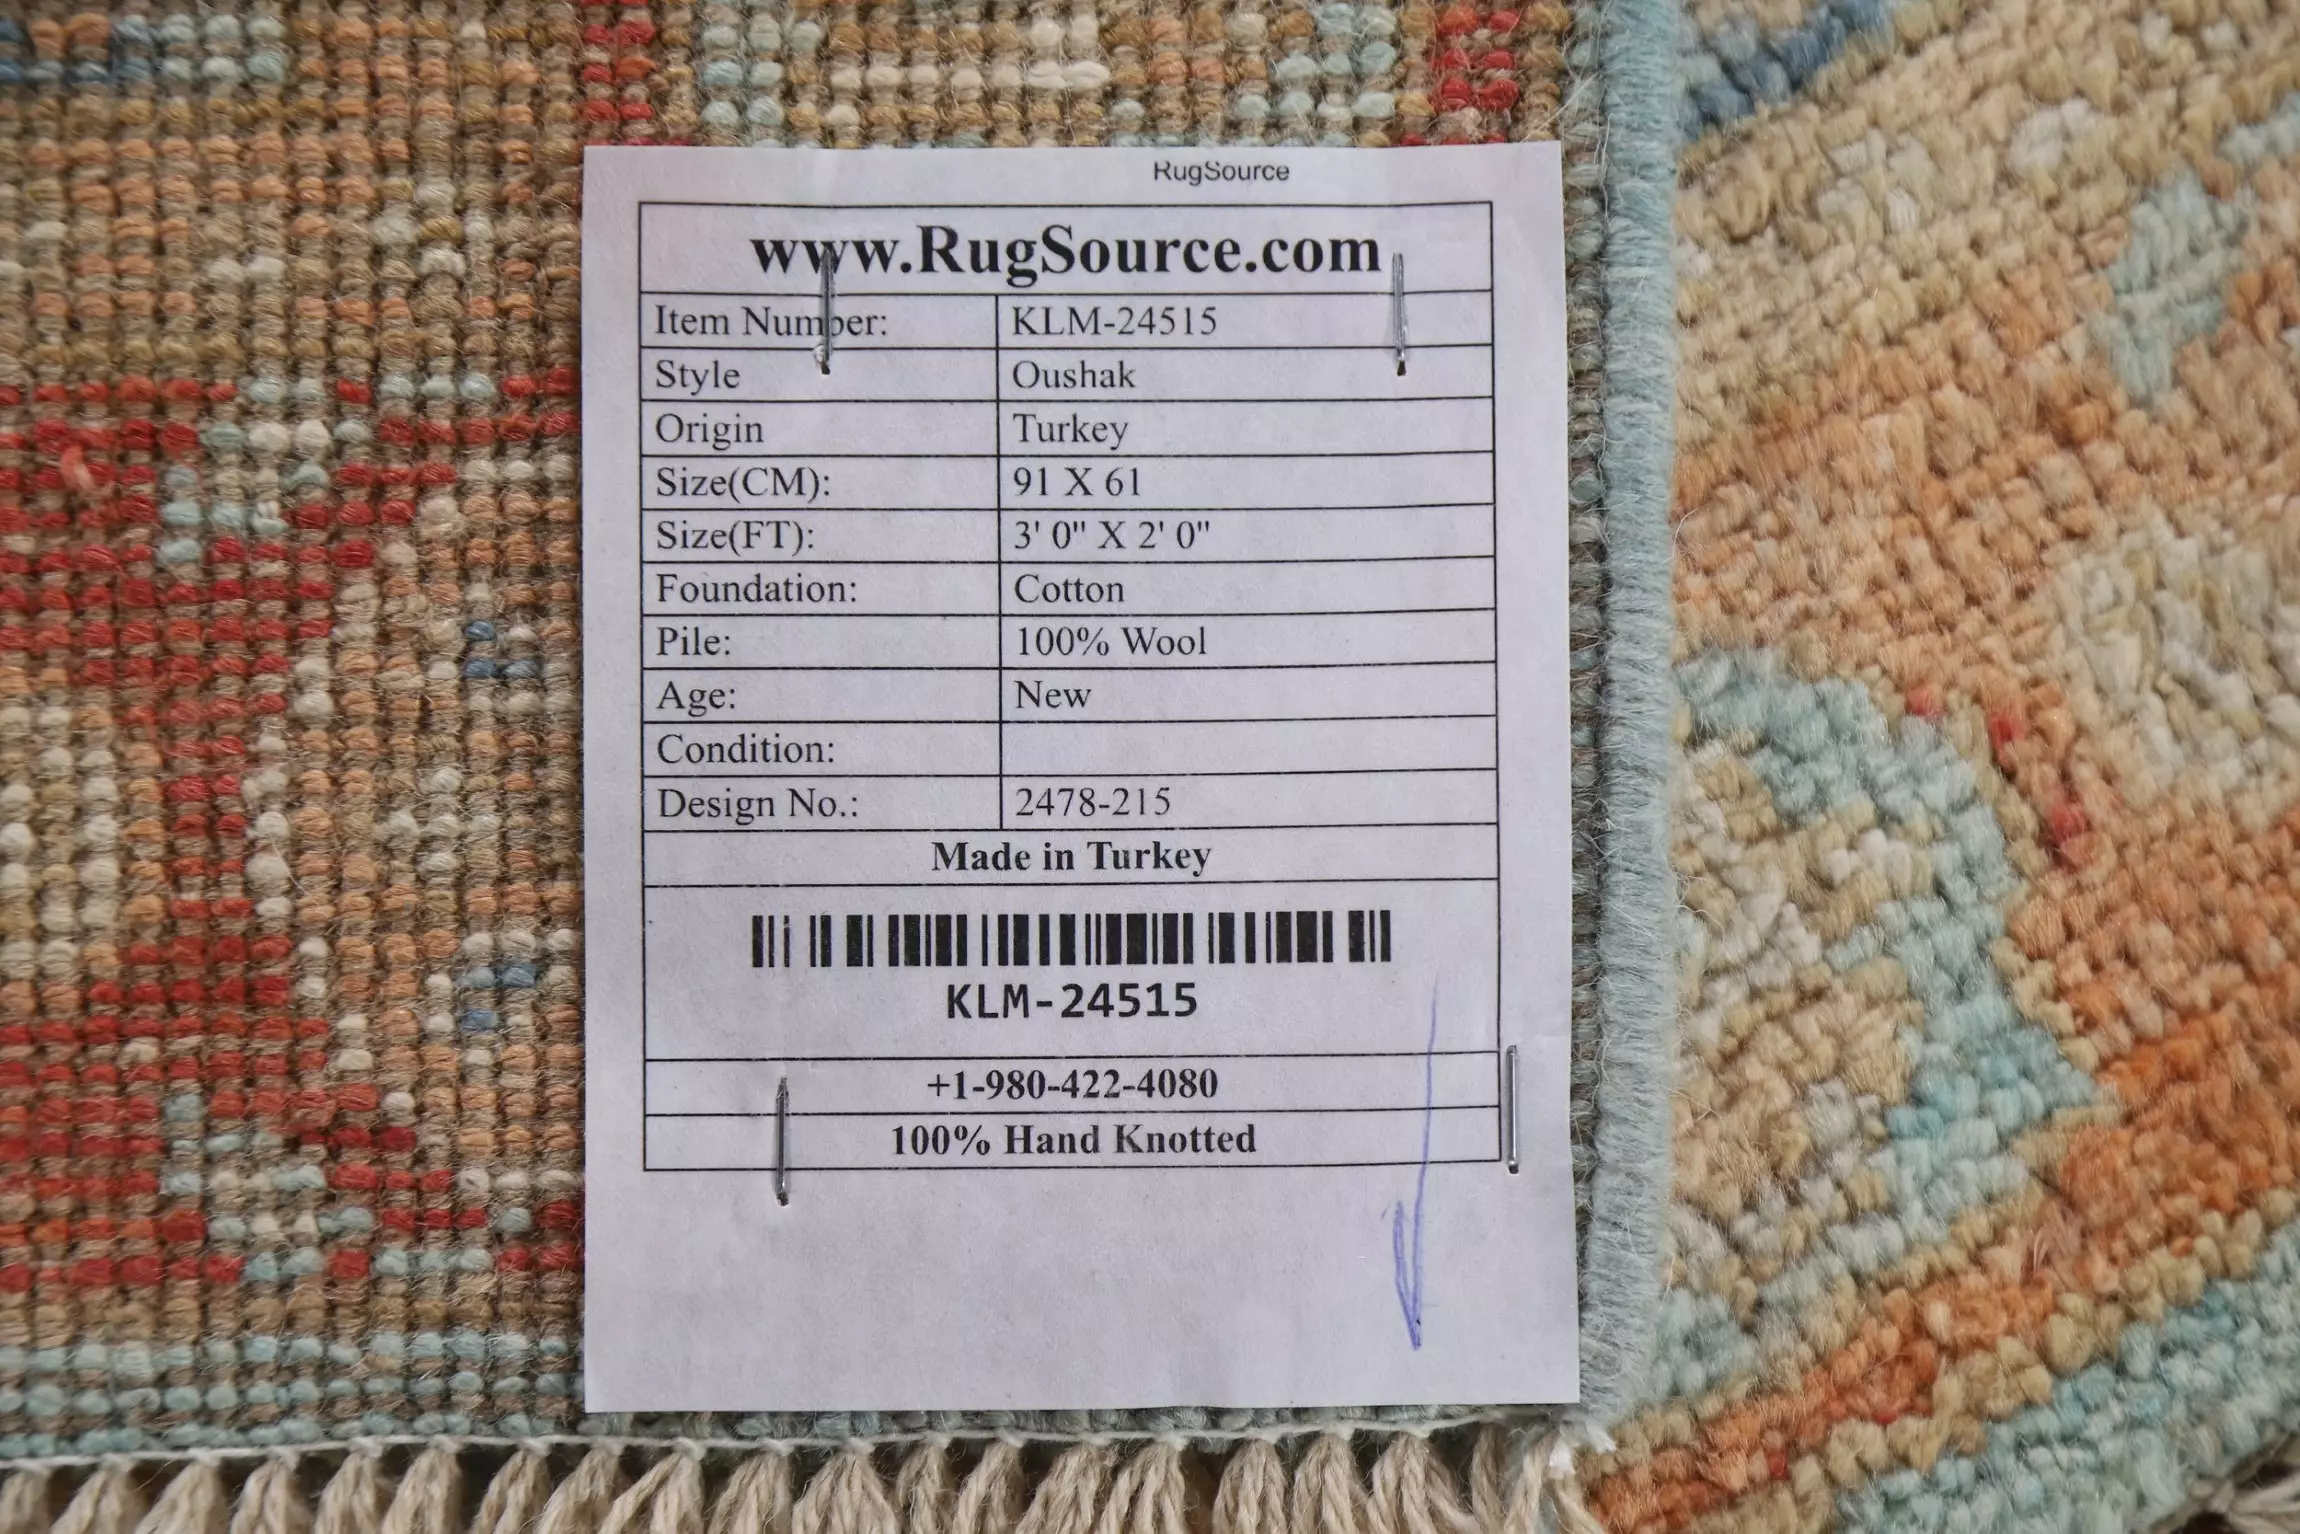 RugSource
www.RugSource.com
Item Number: KLM-24515
Style Oushak
Origin Turkey
Size(CM): 91 X 61
Size(FT): 3' 0" X 2' 0"
Foundation: Cotton
Pile: 100% Wool
Age: New
Condition:
Design No.: 2478-215
Made in Turkey
KLM-24515
+1-980-422-4080
100% Hand Knotted